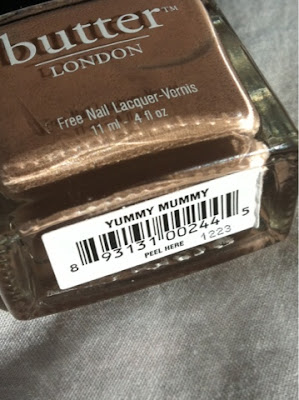 butter™
LONDON
Free Nail Lacquer-Vernis
11 ml - .4 fl oz
YUMMY MUMMY
8 93131 00244 5
PEEL HERE 1223